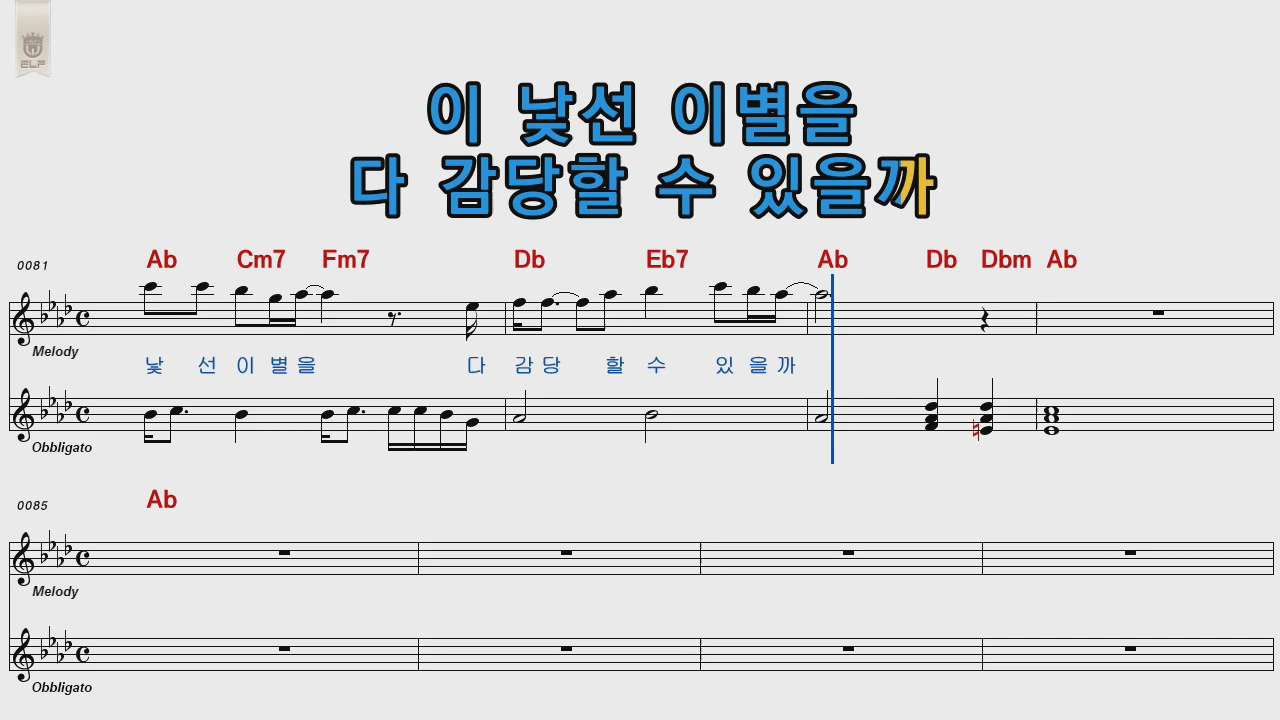 ELF
이 낯선 이별을
다 감당할 수 있을까
0081 Ab Cm7 Fm7 Db Eb7 Ab Db Dbm Ab
Melody
낯 선 이 별 을 다 감 당 할 수 있 을 까
Obbligato
0085 Ab
Melody
Obbligato